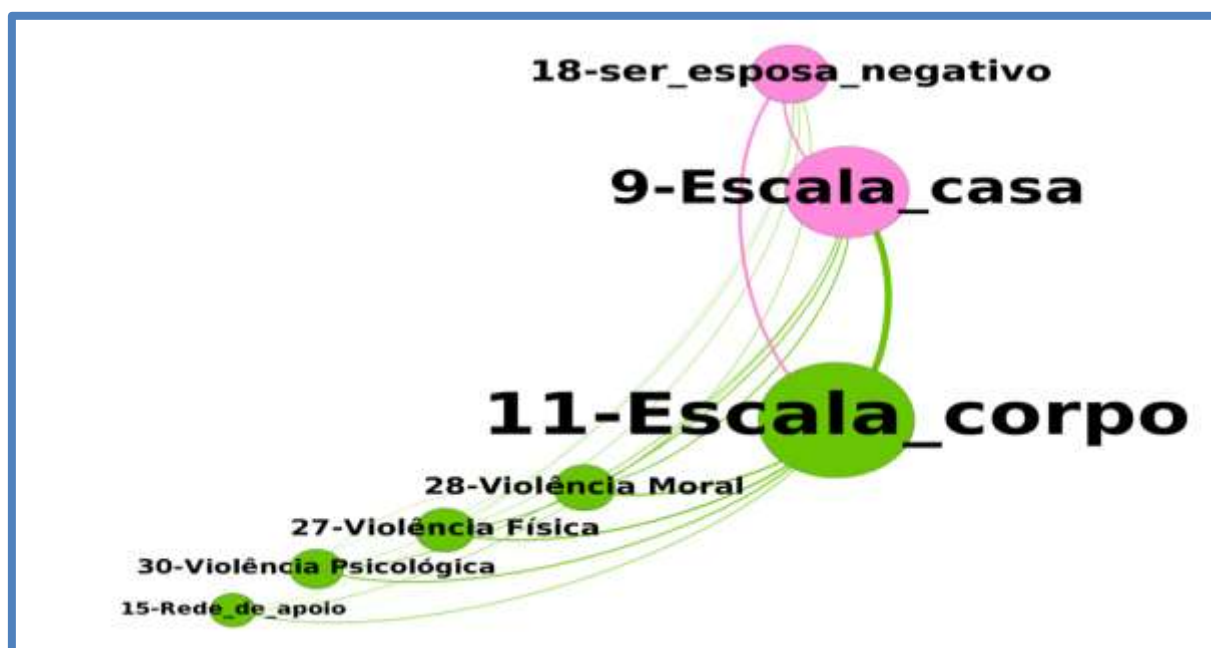 18-ser_esposa_negativo
9-Escala_casa
11-Escala_corpo
28-Violência Moral
27-Violência Física
30-Violência Psicológica
15-Rede_de_apoio